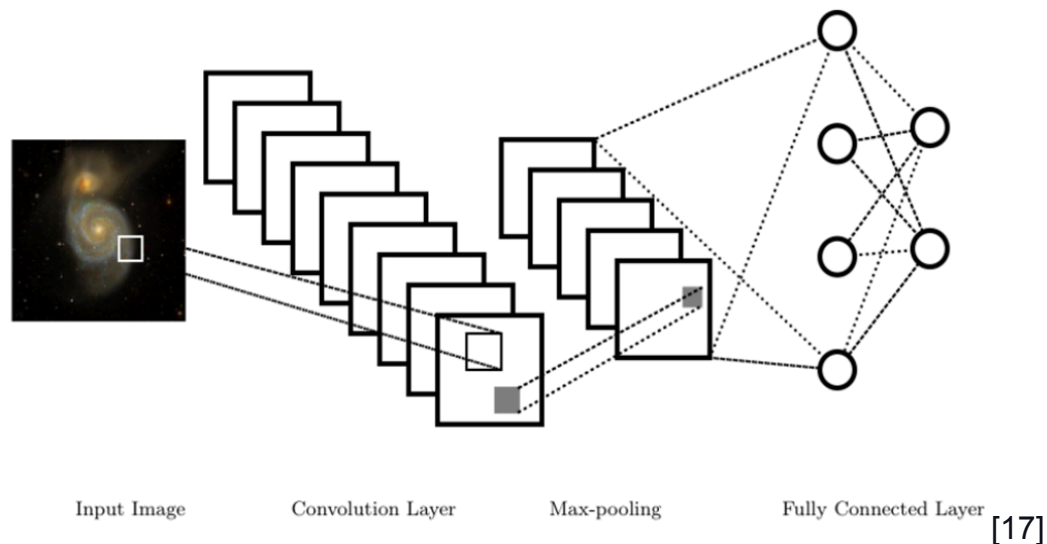 Input Image
Convolution Layer
Max-pooling
Fully Connected Layer
[17]